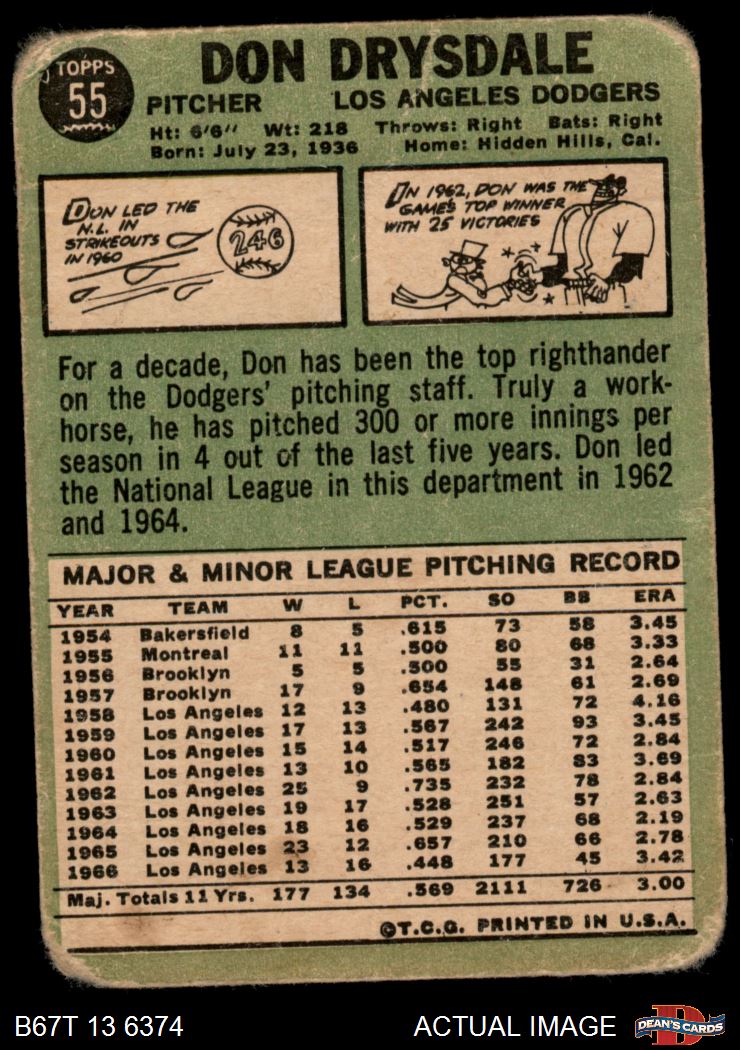 TOPPS
55
DON DRYSDALE
PITCHER LOS ANGELES DODGERS
Ht: 6'6'' Wt: 218 Throws: Right Bats: Right
Born: July 23, 1936 Home: Hidden Hills, Cal.
DON LED THE
N.L. IN
STRIKEOUTS
IN 1960
246
IN 1962, DON WAS THE
GAME'S TOP WINNER
WITH 25 VICTORIES
For a decade, Don has been the top righthander
on the Dodgers' pitching staff. Truly a work-
horse, he has pitched 300 or more innings per
season in 4 out of the last five years. Don led
the National League in this department in 1962
and 1964.
MAJOR & MINOR LEAGUE PITCHING RECORD
YEAR TEAM W L PCT. SO BB ERA
1954 Bakersfield 8 5 .615 73 58 3.45
1955 Montreal 11 11 .500 80 68 3.33
1956 Brooklyn 5 5 .500 55 31 2.64
1957 Brooklyn 17 9 .654 148 61 2.69
1958 Los Angeles 12 13 .480 131 72 4.16
1959 Los Angeles 17 13 .567 242 93 3.45
1960 Los Angeles 15 14 .517 246 72 2.84
1961 Los Angeles 13 10 .565 182 83 3.69
1962 Los Angeles 25 9 .735 232 78 2.84
1963 Los Angeles 19 17 .528 251 57 2.63
1964 Los Angeles 18 16 .529 237 68 2.19
1965 Los Angeles 23 12 .657 210 66 2.78
1966 Los Angeles 13 16 .448 177 45 3.42
Maj. Totals 11 Yrs. 177 134 .569 2111 726 3.00
©T.C.G. PRINTED IN U.S.A.
B67T 13 6374 ACTUAL IMAGE
D
DEAN'S CARDS